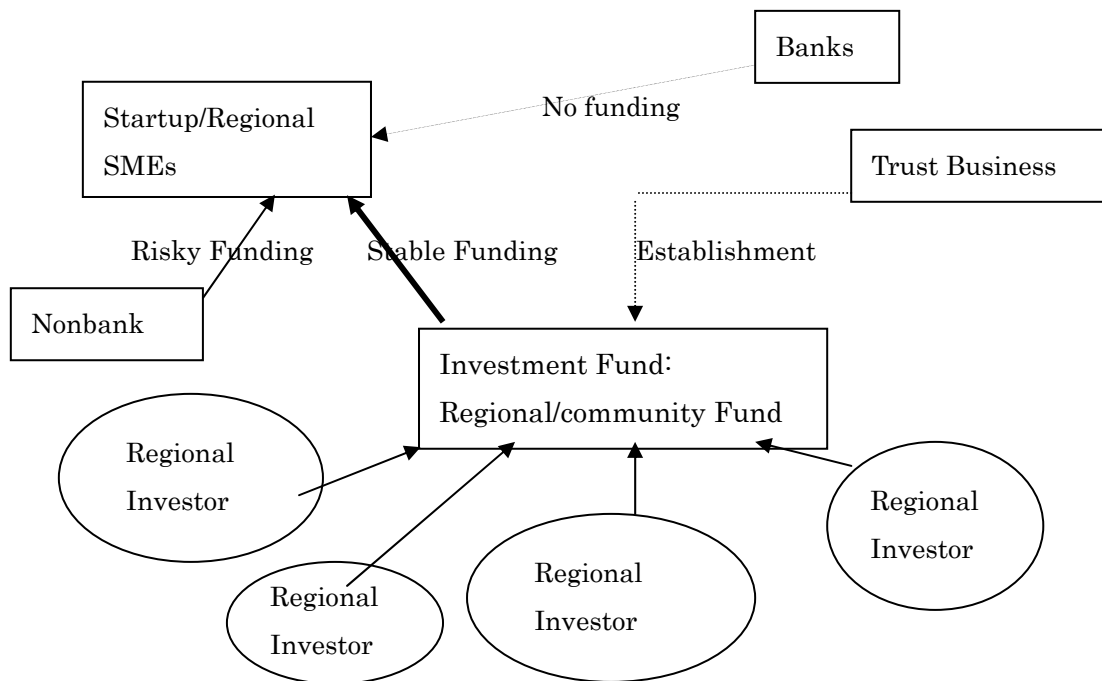 Banks
Startup/Regional
SMEs
No funding
Trust Business
Risky Funding
Stable Funding
Establishment
Nonbank
Investment Fund:
Regional/community Fund
Regional
Investor
Regional
Investor
Regional
Investor
Regional
Investor